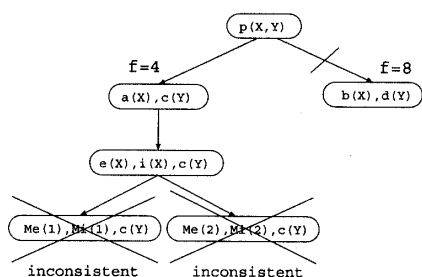 p(X,Y)
f=4
f=8
a(X),c(Y)
b(X),d(Y)
e(X),i(X),c(Y)
Me(1),Mi(1),c(Y)
Me(2),Mi(2),c(Y)
inconsistent
inconsistent